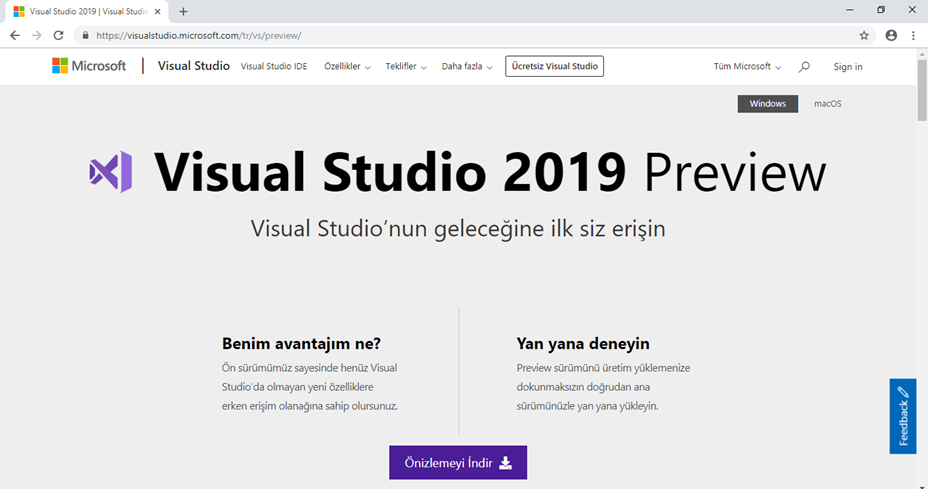 Visual Studio 2019 | Visual Studio
https://visualstudio.microsoft.com/tr/vs/preview/
Microsoft Visual Studio Visual Studio IDE Özellikler Teklifler Daha fazla Ücretsiz Visual Studio Tüm Microsoft Sign in
Windows macOS
Visual Studio 2019 Preview
Visual Studio’nun geleceğine ilk siz erişin
Benim avantajım ne?
Ön sürümümüz sayesinde henüz Visual
Studio’da olmayan yeni özelliklere
erken erişim olanağına sahip olursunuz.
Yan yana deneyin
Preview sürümünü üretim yüklemenize
dokunmaksızın doğrudan ana
sürümünüzle yan yana yükleyin.
Feedback
Önizlemeyi İndir